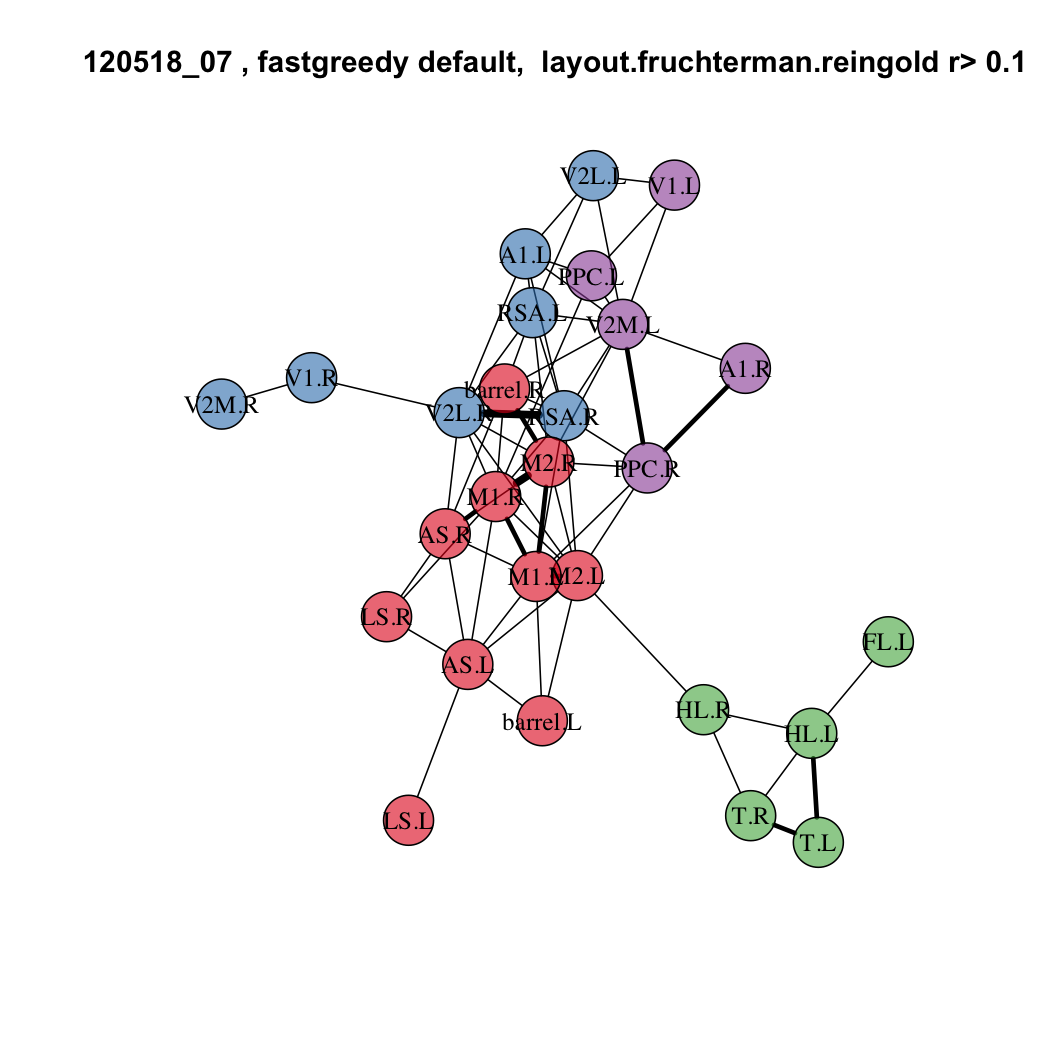 120518_07 , fastgreedy default,  layout.fruchterman.reingold r> 0.1
V2L.L
V1.L
A1.L
PPC.L
RSA.L
V2M.L
A1.R
V1.R
barrel.R
V2M.R
V2L.R
RSA.R
M2.R
PPC.R
M1.R
AS.R
M1.L
M2.L
LS.R
FL.L
AS.L
HL.R
barrel.L
HL.L
T.R
LS.L
T.L